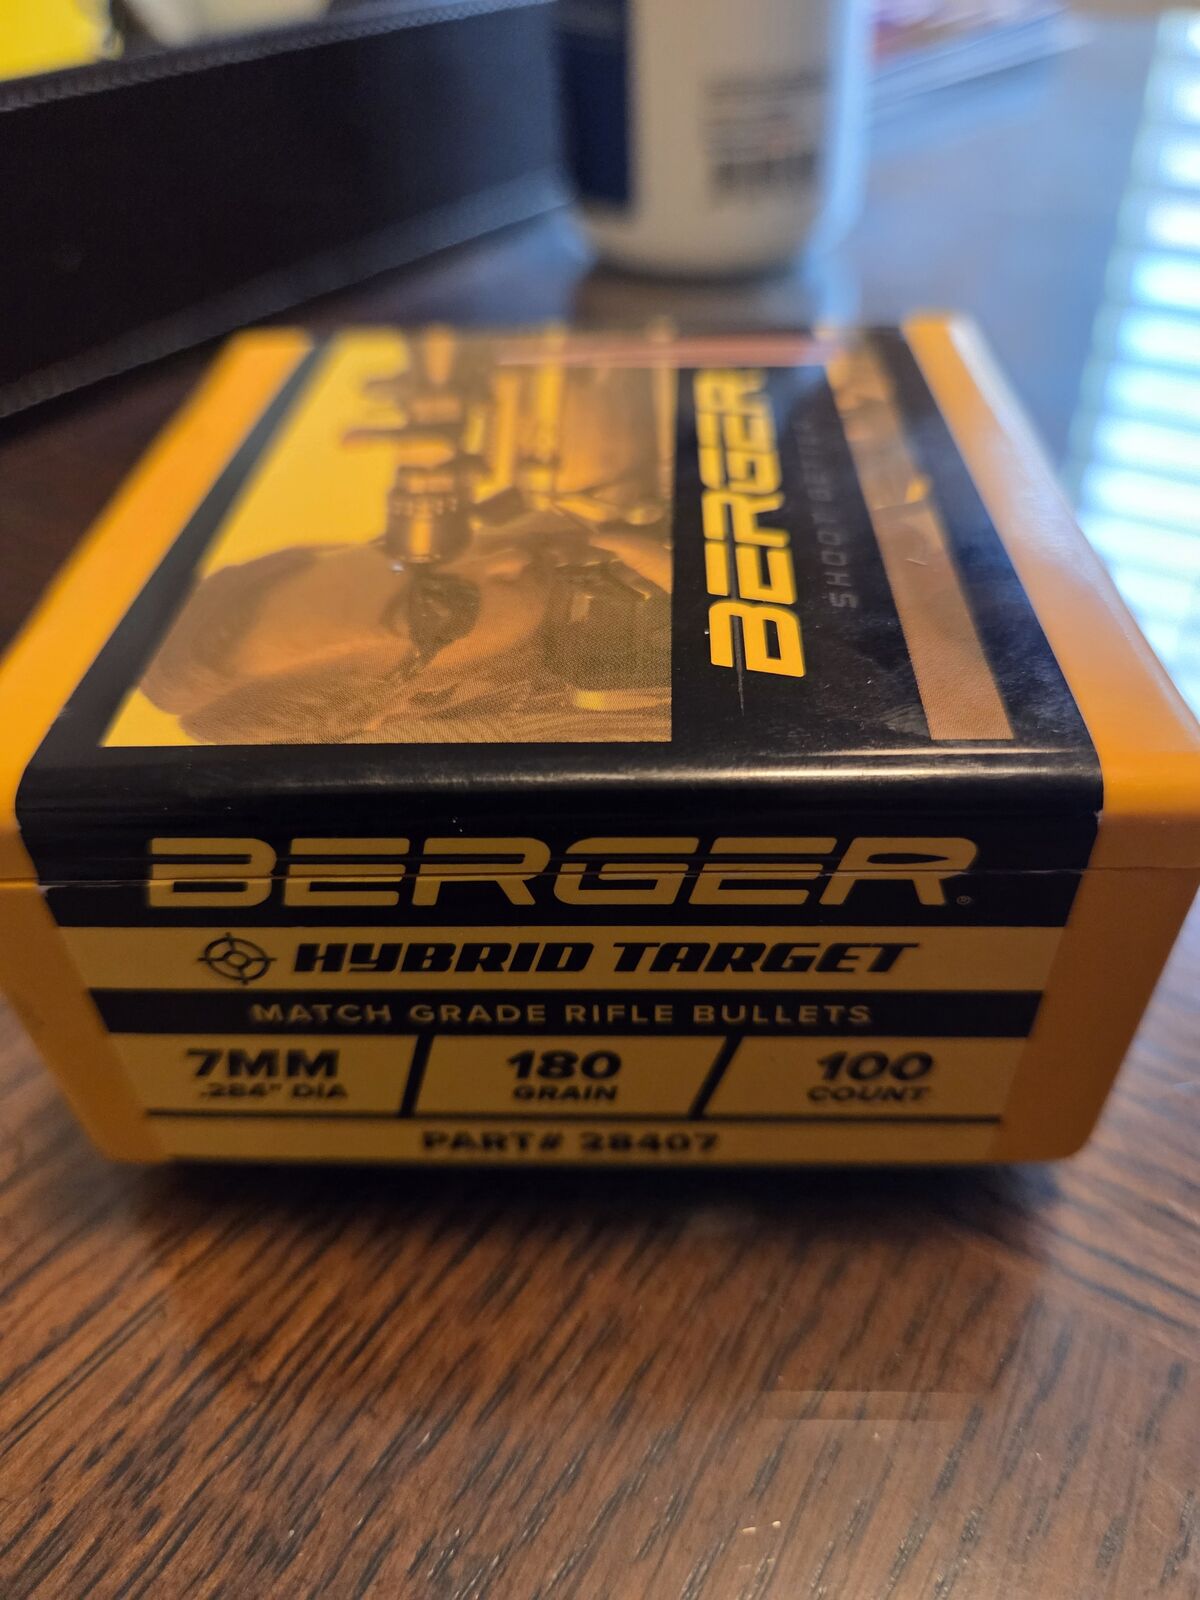 BERGER
SHOOT BETTER
BERGER®
HYBRID TARGET
MATCH GRADE RIFLE BULLETS
7MM
.284" DIA
180
GRAIN
100
COUNT
PART# 28407